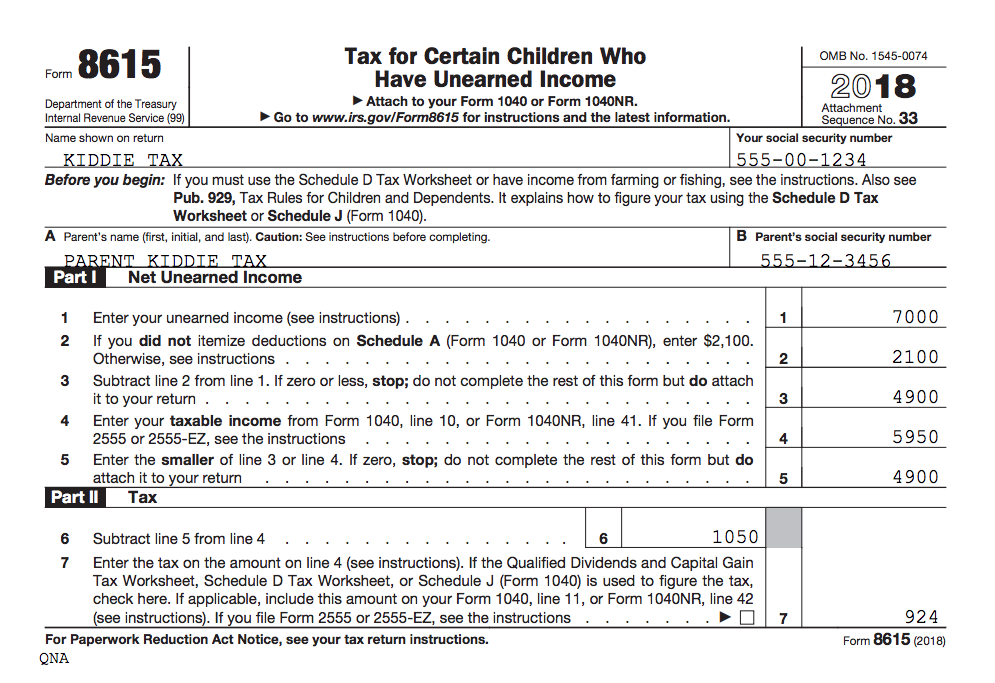 Form 8615
Department of the Treasury
Internal Revenue Service (99)
Tax for Certain Children Who
Have Unearned Income
▶ Attach to your Form 1040 or Form 1040NR.
▶ Go to www.irs.gov/Form8615 for instructions and the latest information.
OMB No. 1545-0074
2018
Attachment
Sequence No. 33
Name shown on return
KIDDIE TAX
Your social security number
555-00-1234
Before you begin: If you must use the Schedule D Tax Worksheet or have income from farming or fishing, see the instructions. Also see
Pub. 929, Tax Rules for Children and Dependents. It explains how to figure your tax using the Schedule D Tax
Worksheet or Schedule J (Form 1040).
A Parent's name (first, initial, and last). Caution: See instructions before completing.
PARENT KIDDIE TAX
B Parent's social security number
555-12-3456
Part I Net Unearned Income
1 Enter your unearned income (see instructions) . . . . . . . . . . . . . . . . . . 1 7000
2 If you did not itemize deductions on Schedule A (Form 1040 or Form 1040NR), enter $2,100.
Otherwise, see instructions . . . . . . . . . . . . . . . . . . . . . . . . 2 2100
3 Subtract line 2 from line 1. If zero or less, stop; do not complete the rest of this form but do attach
it to your return . . . . . . . . . . . . . . . . . . . . . . . . . . . . 3 4900
4 Enter your taxable income from Form 1040, line 10, or Form 1040NR, line 41. If you file Form
2555 or 2555-EZ, see the instructions . . . . . . . . . . . . . . . . . . . . 4 5950
5 Enter the smaller of line 3 or line 4. If zero, stop; do not complete the rest of this form but do
attach it to your return . . . . . . . . . . . . . . . . . . . . . . . . . 5 4900
Part II Tax
6 Subtract line 5 from line 4 . . . . . . . . . . . . . . . 6 1050
7 Enter the tax on the amount on line 4 (see instructions). If the Qualified Dividends and Capital Gain
Tax Worksheet, Schedule D Tax Worksheet, or Schedule J (Form 1040) is used to figure the tax,
check here. If applicable, include this amount on your Form 1040, line 11, or Form 1040NR, line 42
(see instructions). If you file Form 2555 or 2555-EZ, see the instructions . . . . . . . ▶ ☐ 7 924
For Paperwork Reduction Act Notice, see your tax return instructions.
Form 8615 (2018)
QNA